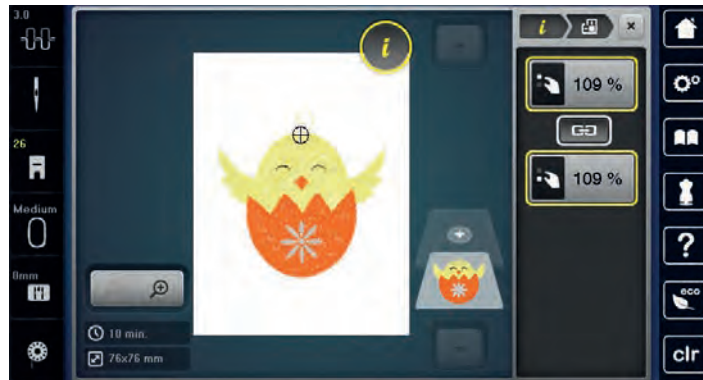 3.0
26
Medium
0mm
i
10 min.
76x76 mm
i
×
109 %
109 %
?
eco
clr